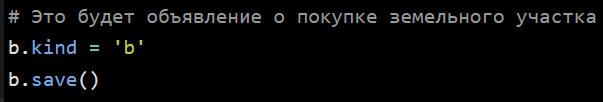 # Это будет объявление о покупке земельного участка
b.kind = 'b'
b.save()